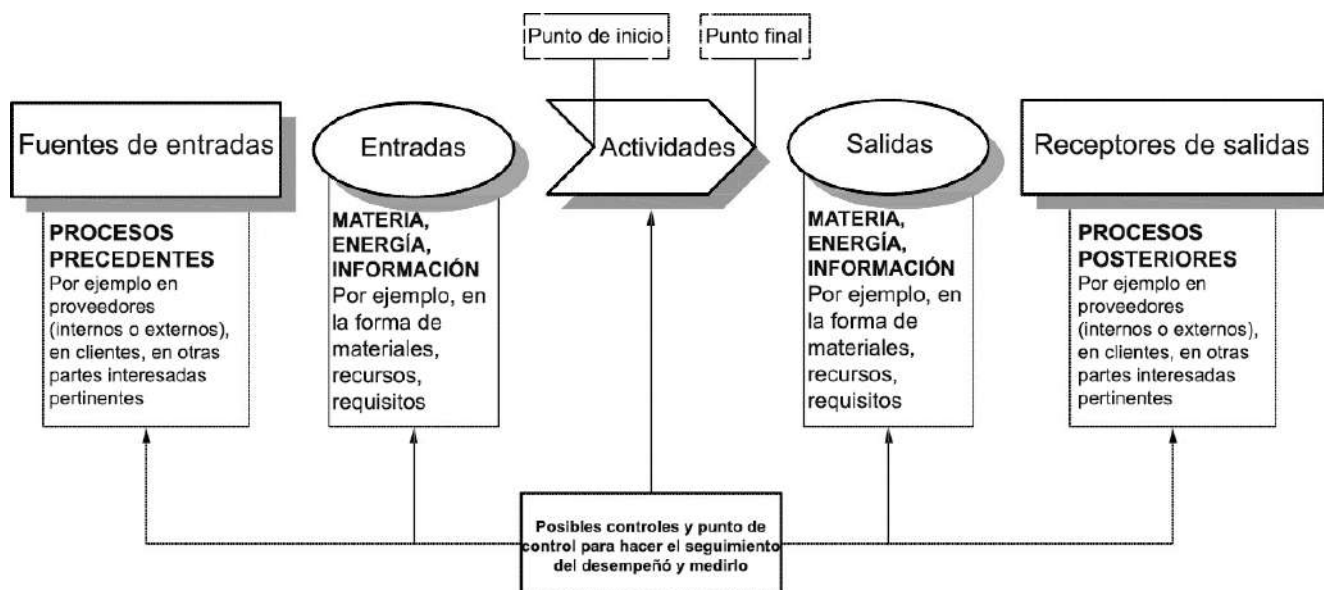 Punto de inicio
Punto final
Fuentes de entradas
Entradas
Actividades
Salidas
Receptores de salidas
PROCESOS
PRECEDENTES
Por ejemplo en
proveedores
(internos o externos),
en clientes, en otras
partes interesadas
pertinentes
MATERIA,
ENERGÍA,
INFORMACIÓN
Por ejemplo, en
la forma de
materiales,
recursos,
requisitos
MATERIA,
ENERGÍA,
INFORMACIÓN
Por ejemplo, en
la forma de
materiales,
recursos,
requisitos
PROCESOS
POSTERIORES
Por ejemplo en
proveedores
(internos o externos),
en clientes, en otras
partes interesadas
pertinentes
Posibles controles y punto de
control para hacer el seguimiento
del desempeñó y medirlo